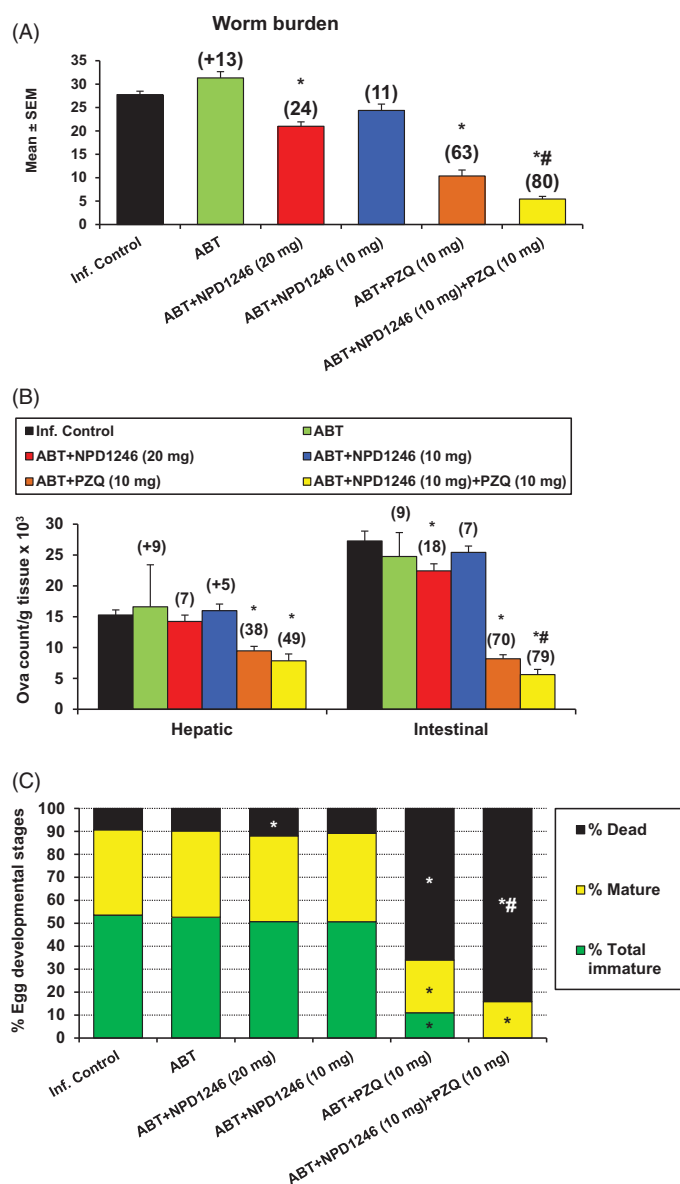 (A)
Worm burden
Mean ± SEM
35
30
25
20
15
10
5
0
(+13)
*
(24)
(11)
*
(63)
*#
(80)
Inf. Control
ABT
ABT+NPD1246 (20 mg)
ABT+NPD1246 (10 mg)
ABT+PZQ (10 mg)
ABT+NPD1246 (10 mg)+PZQ (10 mg)
(B)
Inf. Control
ABT
ABT+NPD1246 (20 mg)
ABT+NPD1246 (10 mg)
ABT+PZQ (10 mg)
ABT+NPD1246 (10 mg)+PZQ (10 mg)
Ova count/g tissue x 10³
30
25
20
15
10
5
0
(+9)
(7)
(+5)
*
(38)
*
(49)
(9)
*
(18)
(7)
*
(70)
*#
(79)
Hepatic
Intestinal
(C)
% Egg developmental stages
100
90
80
70
60
50
40
30
20
10
0
*
*
*
*
*#
*
% Dead
% Mature
% Total
immature
Inf. Control
ABT
ABT+NPD1246 (20 mg)
ABT+NPD1246 (10 mg)
ABT+PZQ (10 mg)
ABT+NPD1246 (10 mg)+PZQ (10 mg)